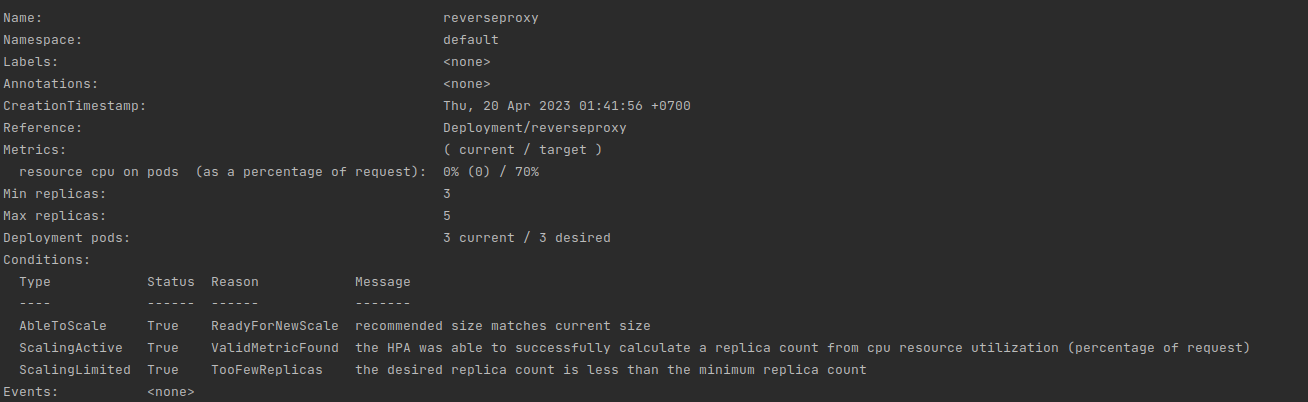 Name:                                                  reverseproxy
Namespace:                                             default
Labels:                                                <none>
Annotations:                                           <none>
CreationTimestamp:                                     Thu, 20 Apr 2023 01:41:56 +0700
Reference:                                             Deployment/reverseproxy
Metrics:                                               ( current / target )
  resource cpu on pods  (as a percentage of request):  0% (0) / 70%
Min replicas:                                          3
Max replicas:                                          5
Deployment pods:                                       3 current / 3 desired
Conditions:
  Type            Status  Reason            Message
  ----            ------  ------            -------
  AbleToScale     True    ReadyForNewScale  recommended size matches current size
  ScalingActive   True    ValidMetricFound  the HPA was able to successfully calculate a replica count from cpu resource utilization (percentage of request)
  ScalingLimited  True    TooFewReplicas    the desired replica count is less than the minimum replica count
Events:           <none>